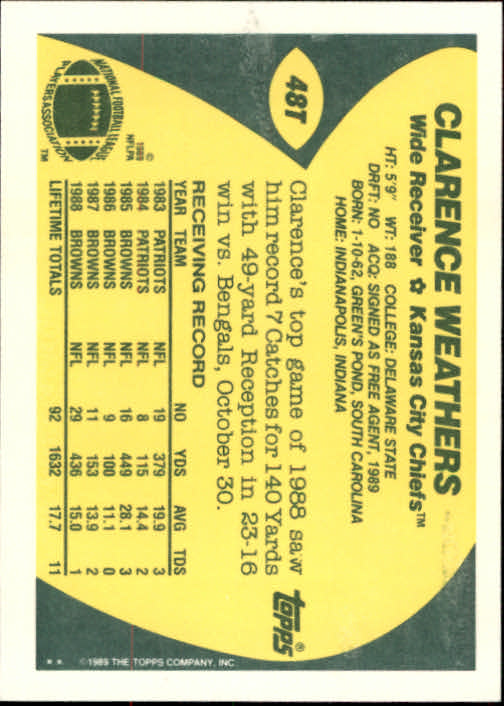 48T
CLARENCE WEATHERS
Wide Receiver ✩ Kansas City Chiefs™
HT: 5'9" WT: 188 COLLEGE: DELAWARE STATE
DRFT: NO ACQ: SIGNED AS FREE AGENT, 1989
BORN: 1-10-62, GREEN'S POND, SOUTH CAROLINA
HOME: INDIANAPOLIS, INDIANA
Clarence's top game of 1988 saw
him record 7 Catches for 140 Yards
with 49-yard Reception in 23-16
win vs. Bengals, October 30.
topps®
NATIONAL FOOTBALL LEAGUE
PLAYERS ASSOCIATION
™
©
1989
NFLPA
RECEIVING RECORD
YEAR TEAM NO YDS AVG TDS
1983 PATRIOTS NFL 19 379 19.9 3
1984 PATRIOTS NFL 8 115 14.4 2
1985 BROWNS NFL 16 449 28.1 3
1986 BROWNS NFL 9 100 11.1 0
1987 BROWNS NFL 11 153 13.9 2
1988 BROWNS NFL 29 436 15.0 1
LIFETIME TOTALS 92 1632 17.7 11
** ©1989 THE TOPPS COMPANY, INC